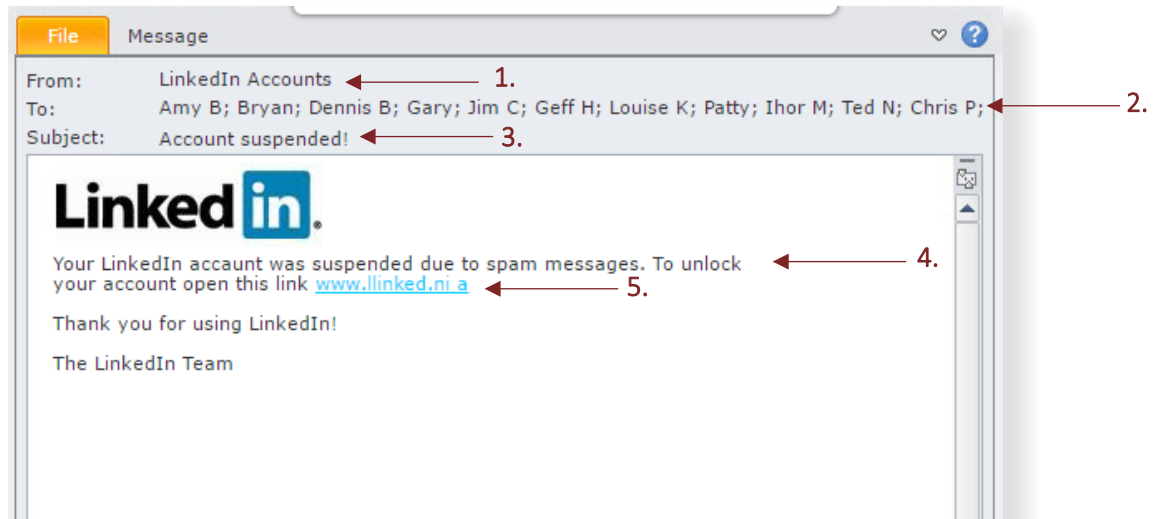 File Message
From: LinkedIn Accounts 1.
To: Amy B; Bryan; Dennis B; Gary; Jim C; Geff H; Louise K; Patty; Ihor M; Ted N; Chris P; 2.
Subject: Account suspended! 3.
Linked in.
Your LinkedIn accaunt was suspended due to spam messages. To unlock 4.
your account open this link www.llinked.ni a 5.
Thank you for using LinkedIn!
The LinkedIn Team